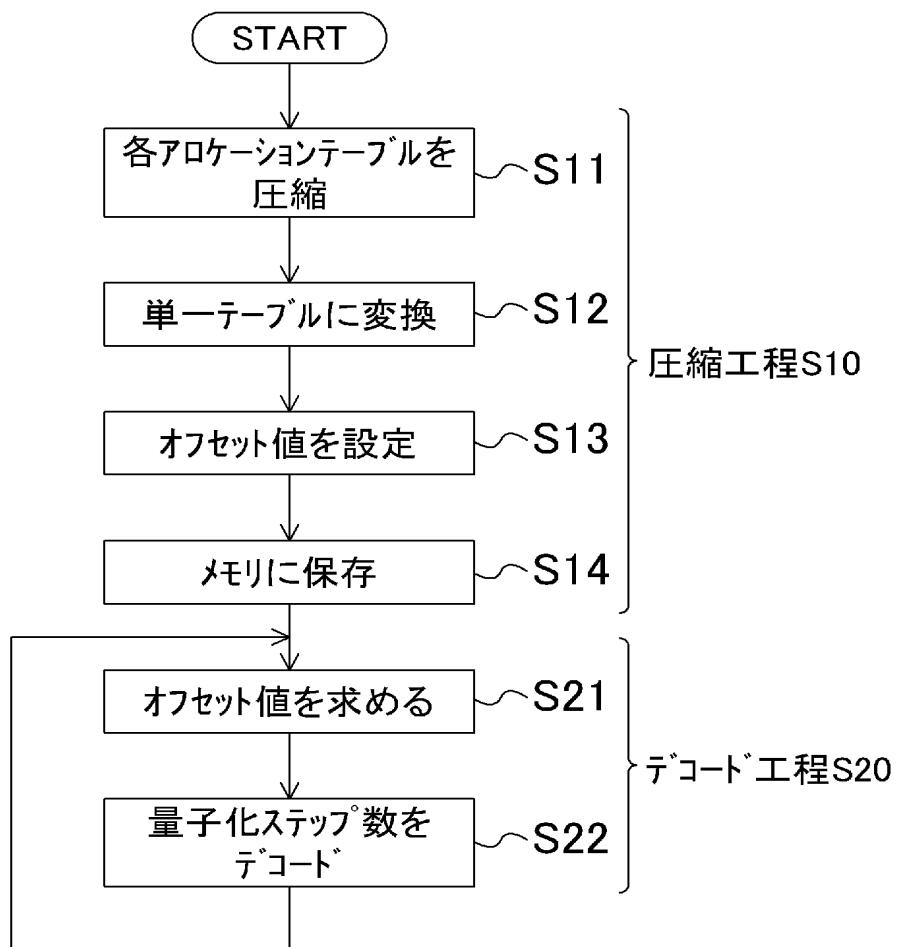 START
各アロケーションテーブルを
圧縮
S11
単一テーブルに変換
S12
圧縮工程S10
オフセット値を設定
S13
メモリに保存
S14
オフセット値を求める
S21
デコード工程S20
量子化ステップ数を
デコード
S22